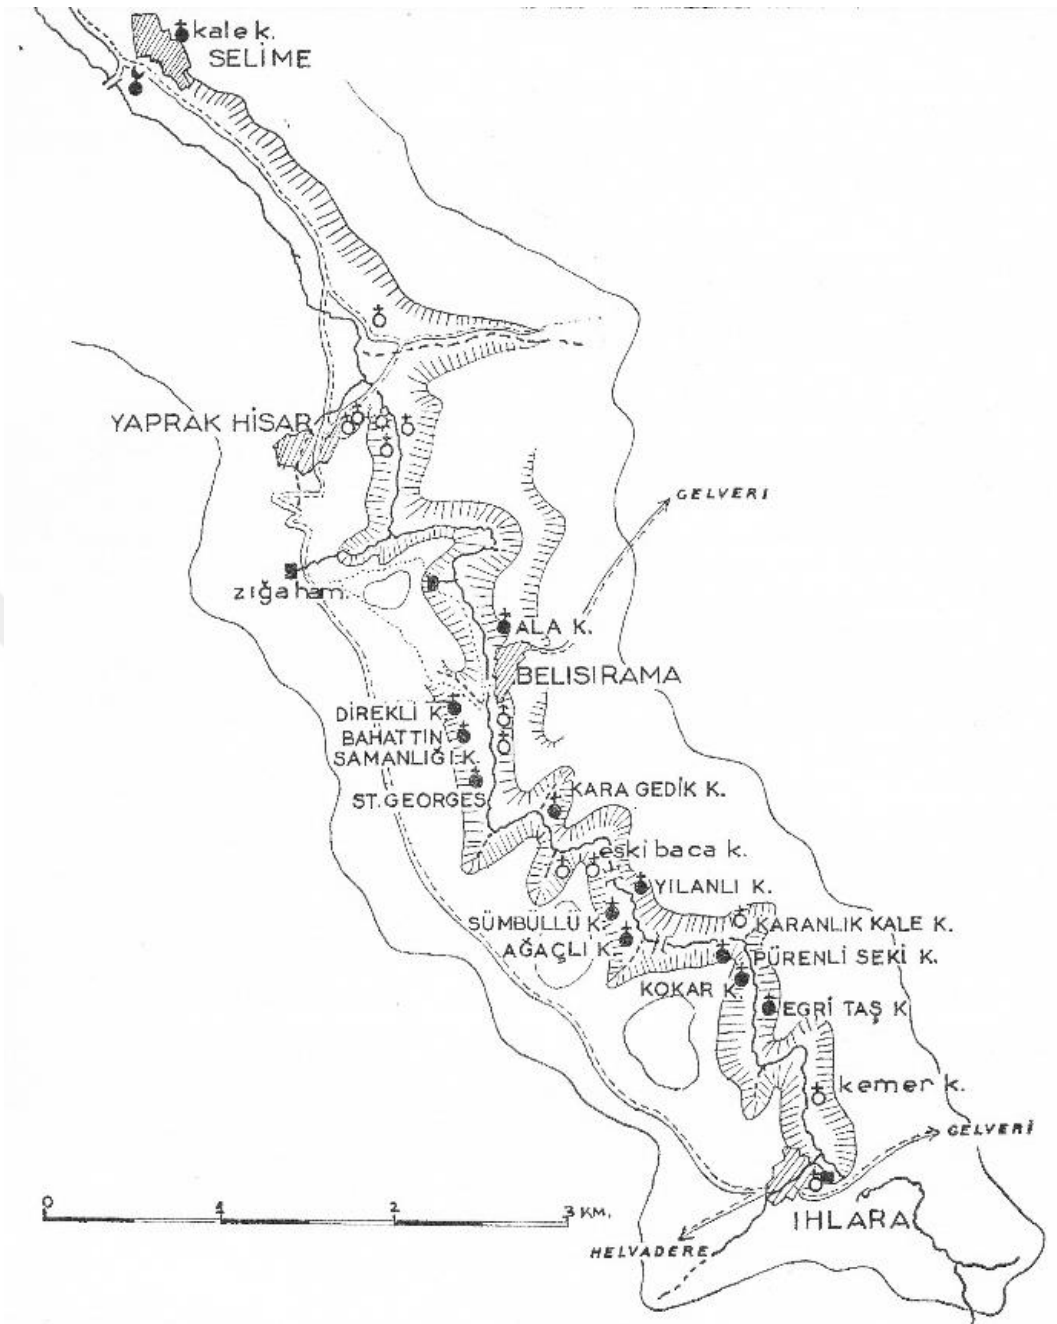 kale k.
SELİME
YAPRAK HİSAR
GELVERI
zığa ham.
ALA K.
BELISIRAMA
DİREKLİ K.
BAHATTIN
SAMANLIĞI K.
ST. GEORGES
KARA GEDİK K.
eski baca k.
YILANLI K.
SÜMBÜLLÜ K.
AĞAÇLI K.
KARANLIK KALE K.
PÜRENLİ SEKİ K.
KOKAR K.
EGRİ TAŞ K
kemer k.
GELVERİ
0 1 2 3 KM.
IHLARA
HELVADERE